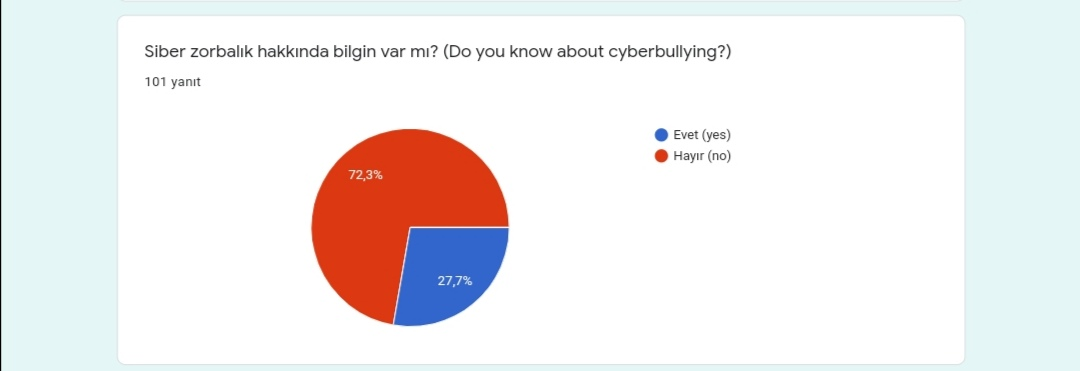 Siber zorbalık hakkında bilgin var mı? (Do you know about cyberbullying?)
101 yanıt
Evet (yes)
Hayır (no)
72,3%
27,7%